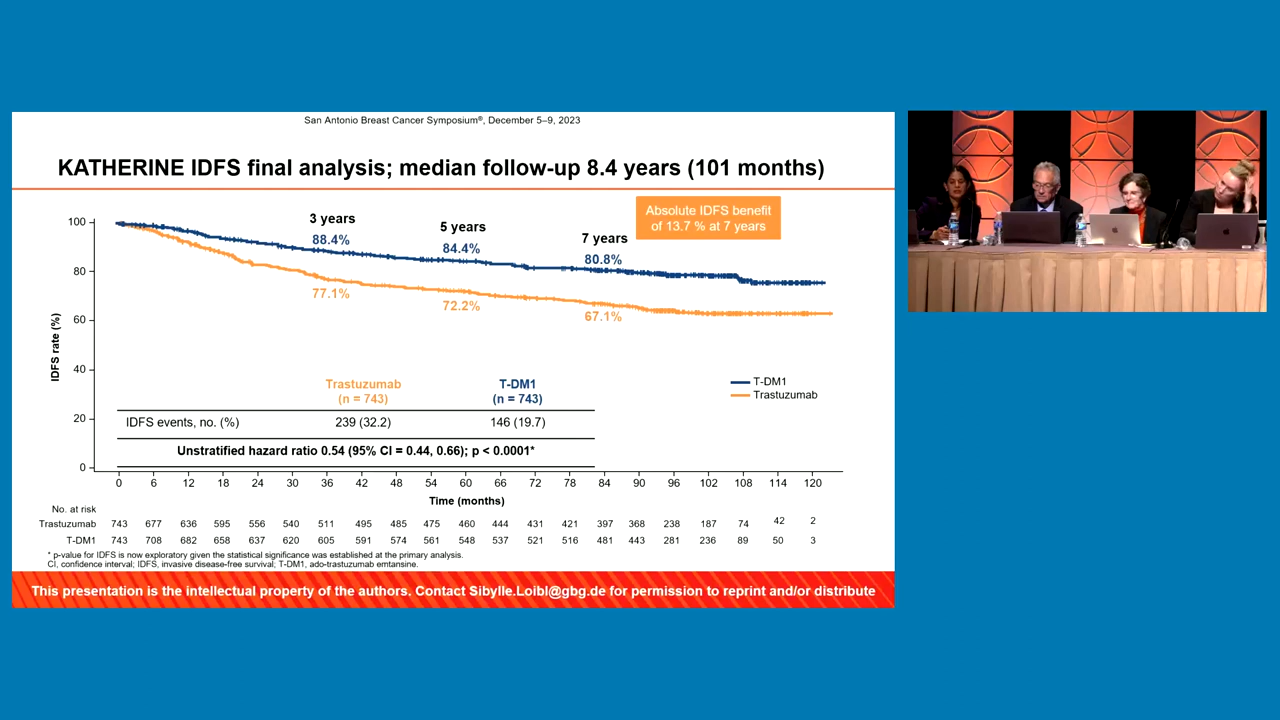 San Antonio Breast Cancer Symposium®, December 5–9, 2023
KATHERINE IDFS final analysis; median follow-up 8.4 years (101 months)
Absolute IDFS benefit
of 13.7 % at 7 years
3 years
88.4%
5 years
84.4%
7 years
80.8%
77.1%
72.2%
67.1%
IDFS rate (%)
100
80
60
40
20
0
T-DM1
Trastuzumab
Trastuzumab T-DM1
(n = 743) (n = 743)
IDFS events, no. (%) 239 (32.2) 146 (19.7)
Unstratified hazard ratio 0.54 (95% CI = 0.44, 0.66); p < 0.0001*
0 6 12 18 24 30 36 42 48 54 60 66 72 78 84 90 96 102 108 114 120
Time (months)
No. at risk
Trastuzumab 743 677 636 595 556 540 511 495 485 475 460 444 431 421 397 368 238 187 74 42 2
T-DM1 743 708 682 658 637 620 605 591 574 561 548 537 521 516 481 443 281 236 89 50 3
* p-value for IDFS is now exploratory given the statistical significance was established at the primary analysis.
CI, confidence interval; IDFS, invasive disease-free survival; T-DM1, ado-trastuzumab emtansine.
This presentation is the intellectual property of the authors. Contact Sibylle.Loibl@gbg.de for permission to reprint and/or distribute